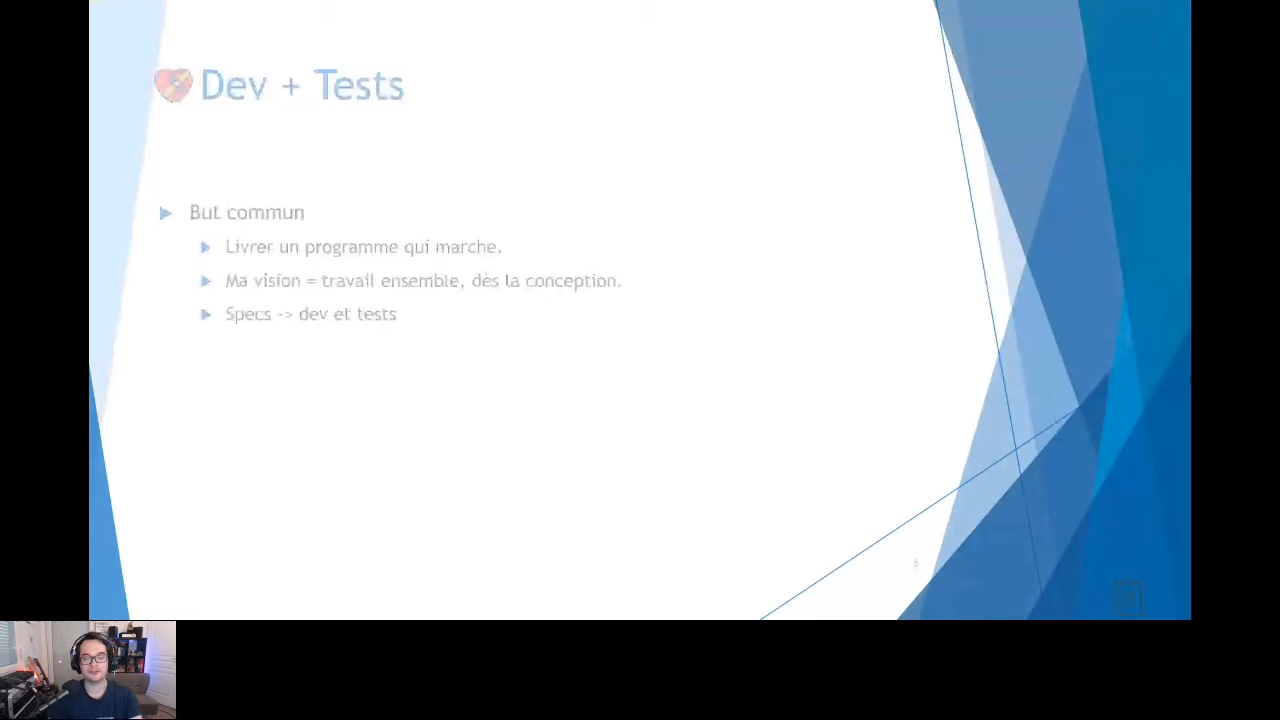 Dev + Tests
But commun
Livrer un programme qui marche.
Ma vision = travail ensemble, dès la conception.
Specs -> dev et tests